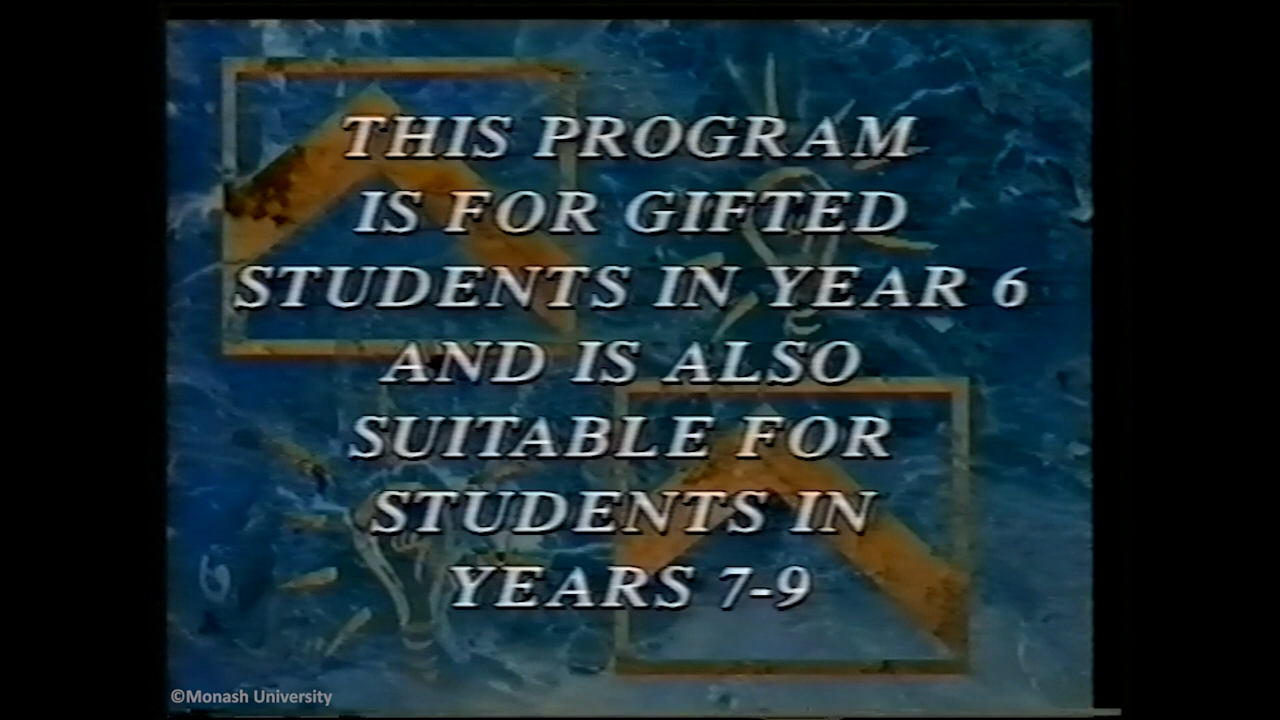 THIS PROGRAM
IS FOR GIFTED
STUDENTS IN YEAR 6
AND IS ALSO
SUITABLE FOR
STUDENTS IN
YEARS 7-9
©Monash University